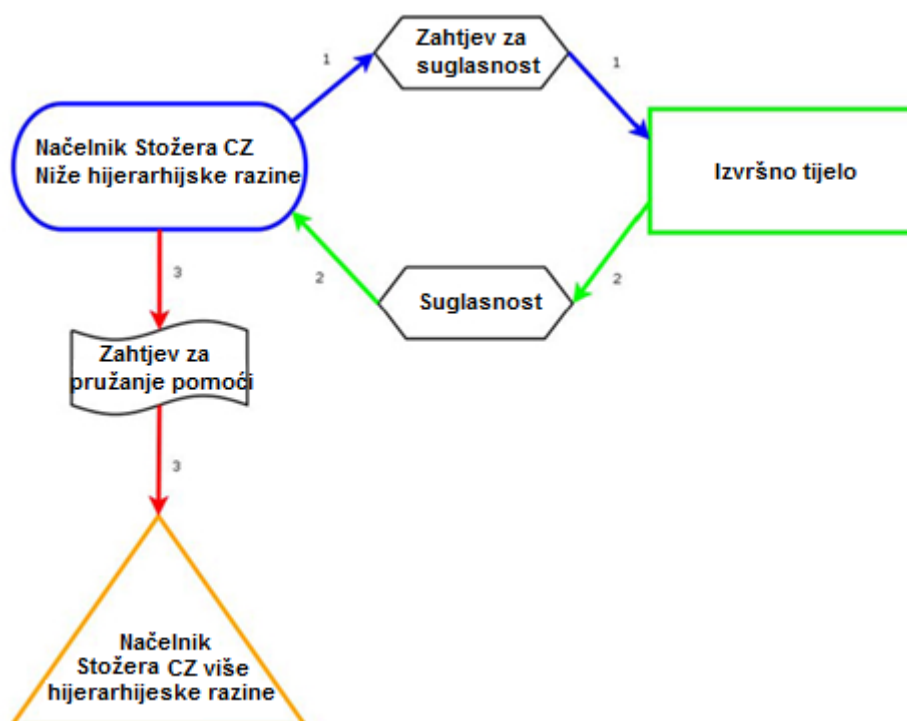 Zahtjev za
suglasnost
1
1
Načelnik Stožera CZ
Niže hijerarhijske razine
Izvršno tijelo
2
Suglasnost
2
3
Zahtjev za
pružanje pomoći
3
Načelnik
Stožera CZ više
hijerarhijeske razine